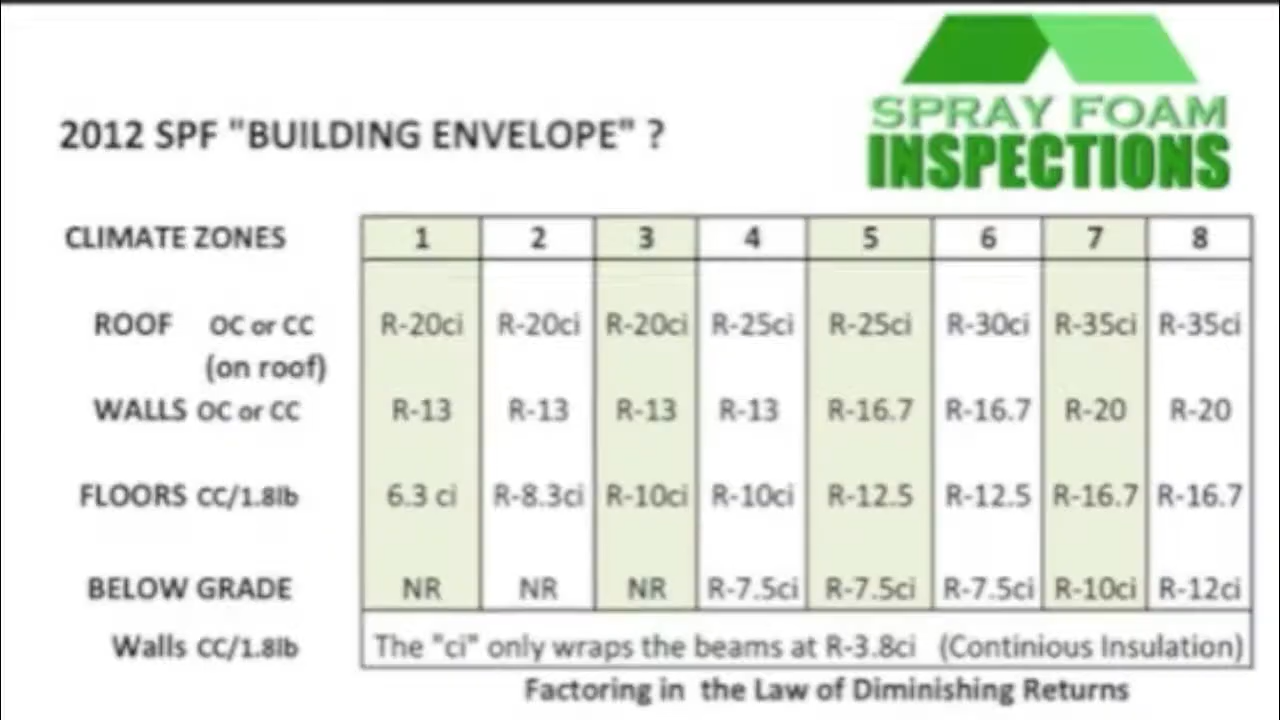 SPRAY FOAM
INSPECTIONS
2012 SPF "BUILDING ENVELOPE" ?
CLIMATE ZONES 1 2 3 4 5 6 7 8
ROOF OC or CC R-20ci R-20ci R-20ci R-25ci R-25ci R-30ci R-35ci R-35ci
(on roof)
WALLS OC or CC R-13 R-13 R-13 R-13 R-16.7 R-16.7 R-20 R-20
FLOORS CC/1.8lb 6.3 ci R-8.3ci R-10ci R-10ci R-12.5 R-12.5 R-16.7 R-16.7
BELOW GRADE NR NR NR R-7.5ci R-7.5ci R-7.5ci R-10ci R-12ci
Walls CC/1.8lb The "ci" only wraps the beams at R-3.8ci (Continious Insulation)
Factoring in the Law of Diminishing Returns